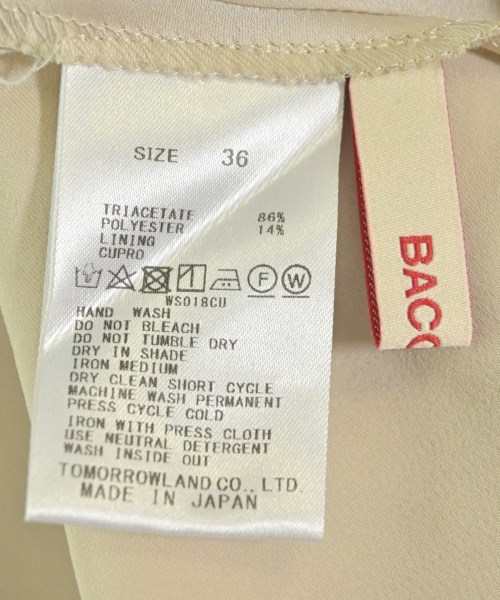 SIZE 36
TRIACETATE 86%
POLYESTER 14%
LINING
CUPRO
F W
WS018CU
HAND WASH
DO NOT BLEACH
DO NOT TUMBLE DRY
DRY IN SHADE
IRON MEDIUM
DRY CLEAN SHORT CYCLE
MACHINE WASH PERMANENT
PRESS CYCLE COLD
IRON WITH PRESS CLOTH
USE NEUTRAL DETERGENT
WASH INSIDE OUT
TOMORROWLAND CO., LTD.
MADE IN JAPAN
BACC